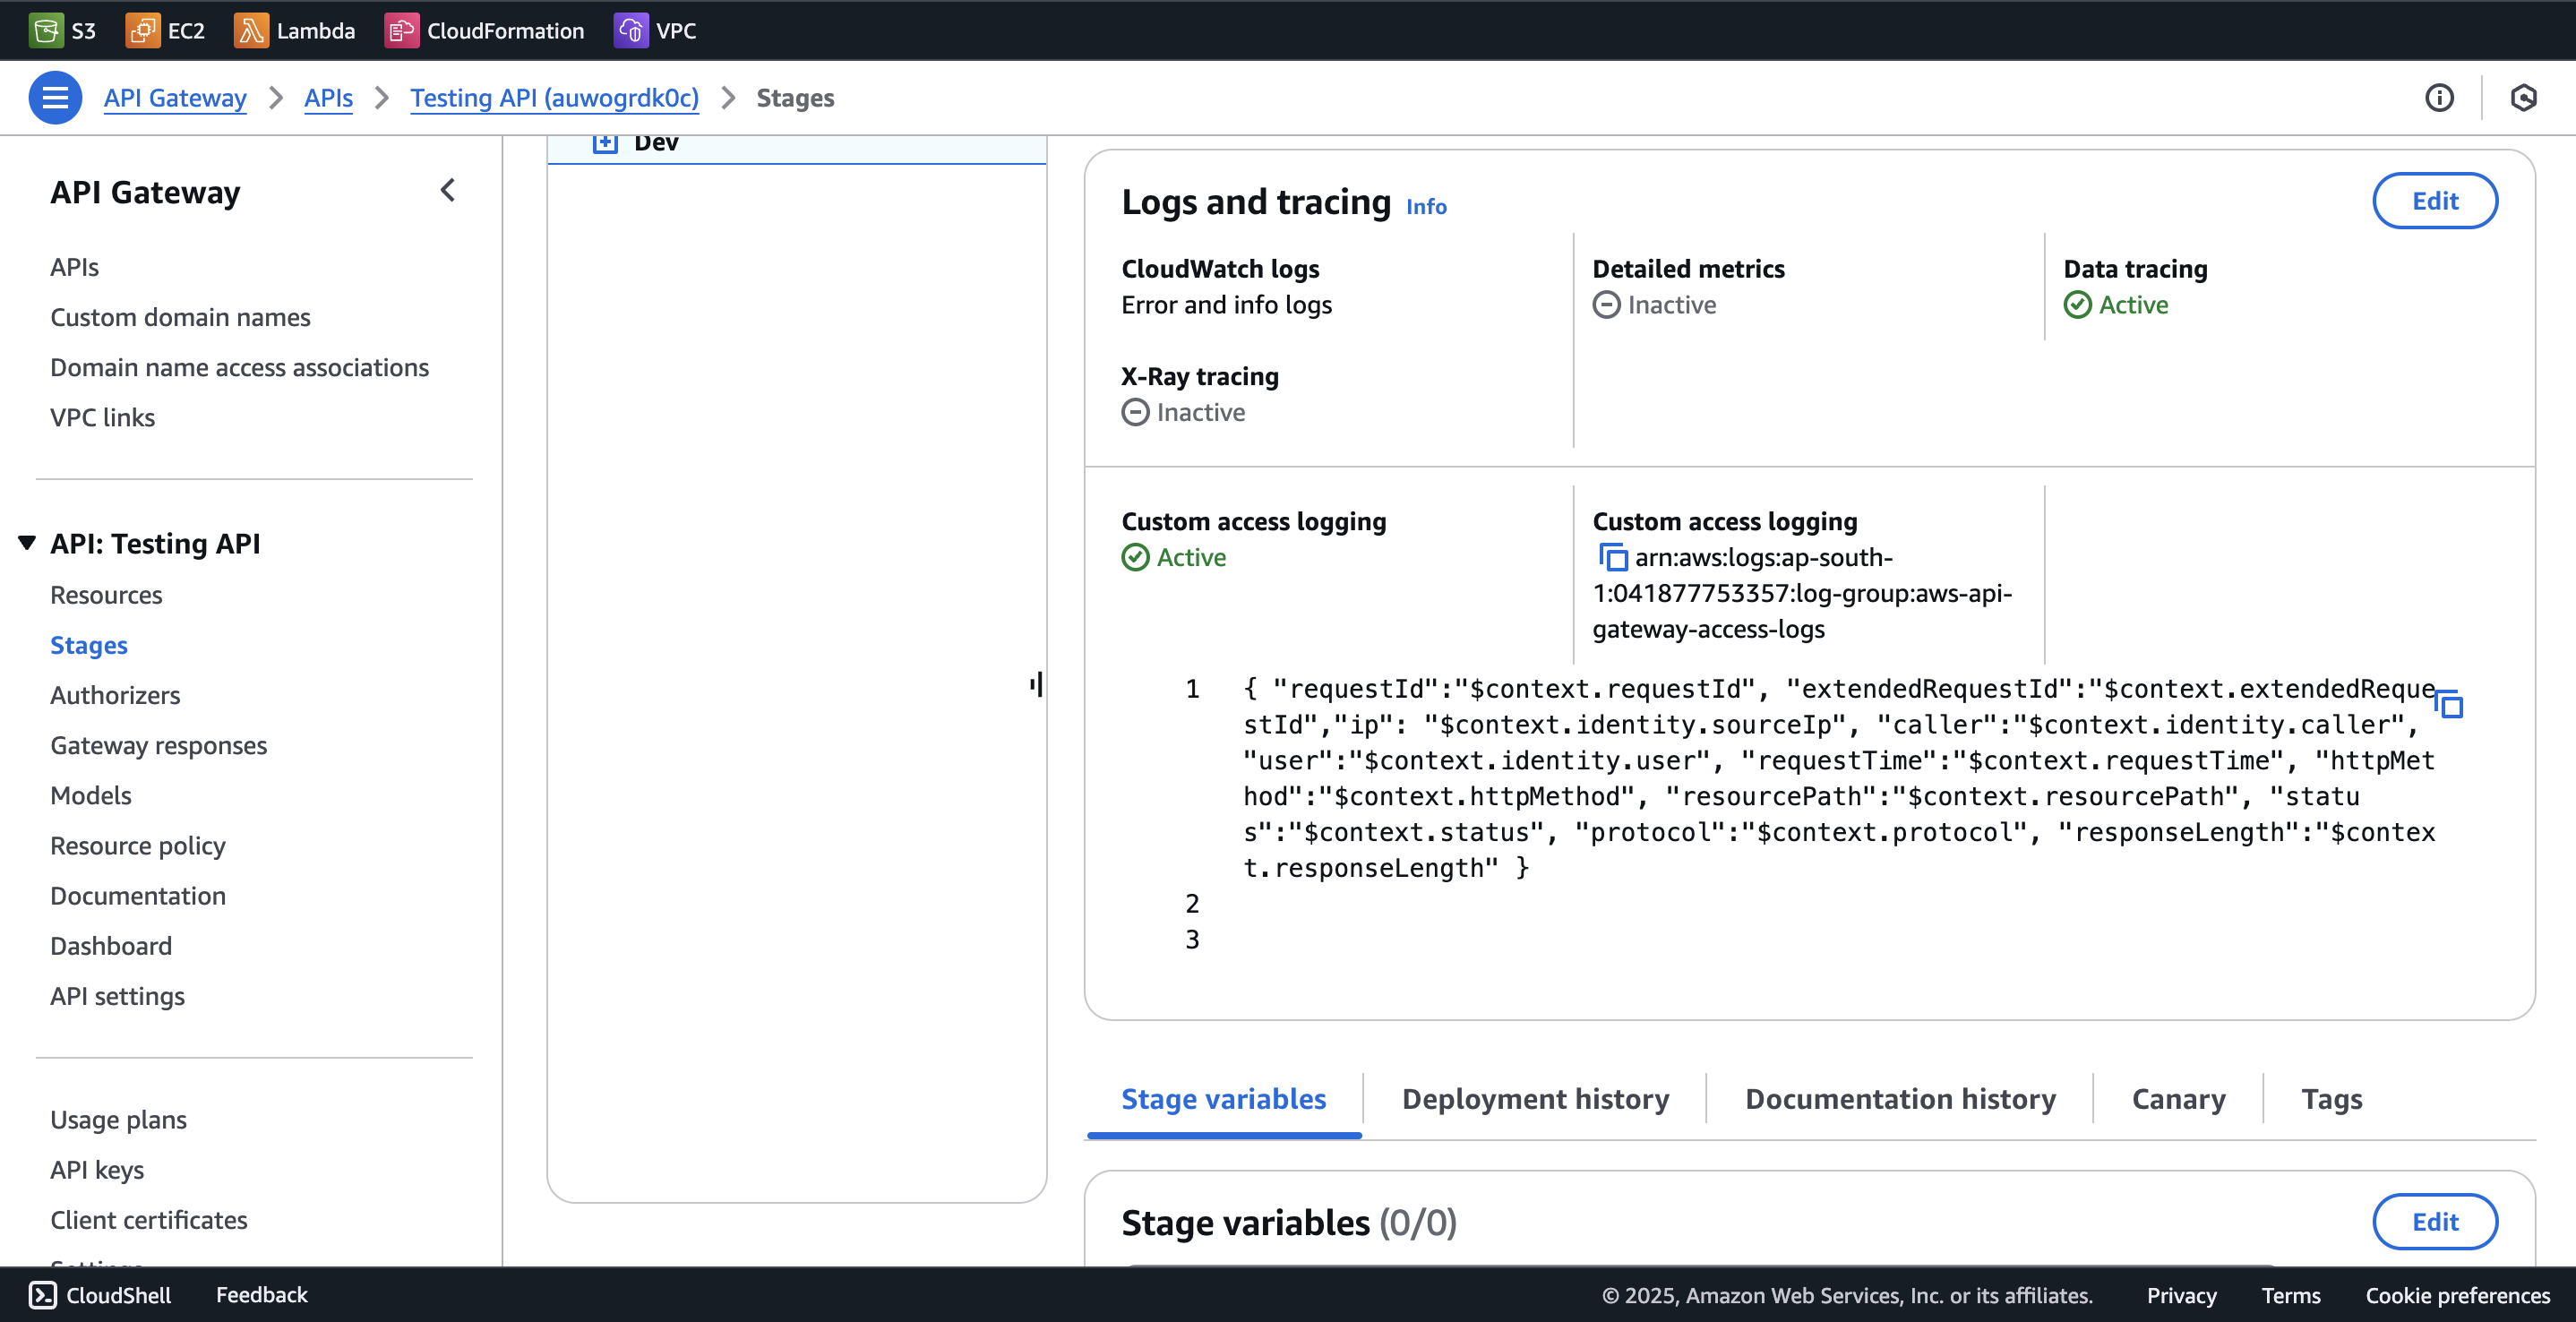 S3
EC2
Lambda
CloudFormation
VPC
API Gateway
APIs
Testing API (auwogrdk0c)
Stages
API Gateway
APIs
Custom domain names
Domain name access associations
VPC links
API: Testing API
Resources
Stages
Authorizers
Gateway responses
Models
Resource policy
Documentation
Dashboard
API settings
Usage plans
API keys
Client certificates
Settings
Dev
Logs and tracing Info
Edit
CloudWatch logs
Error and info logs
Detailed metrics
Inactive
Data tracing
Active
X-Ray tracing
Inactive
Custom access logging
Active
Custom access logging
arn:aws:logs:ap-south-
1:041877753357:log-group:aws-api-
gateway-access-logs
1 { "requestId":"$context.requestId", "extendedRequestId":"$context.extendedReque
stId","ip": "$context.identity.sourceIp", "caller":"$context.identity.caller",
"user":"$context.identity.user", "requestTime":"$context.requestTime", "httpMet
hod":"$context.httpMethod", "resourcePath":"$context.resourcePath", "statu
s":"$context.status", "protocol":"$context.protocol", "responseLength":"$contex
t.responseLength" }
2
3
Stage variables
Deployment history
Documentation history
Canary
Tags
Stage variables (0/0)
Edit
CloudShell
Feedback
© 2025, Amazon Web Services, Inc. or its affiliates.
Privacy
Terms
Cookie preferences